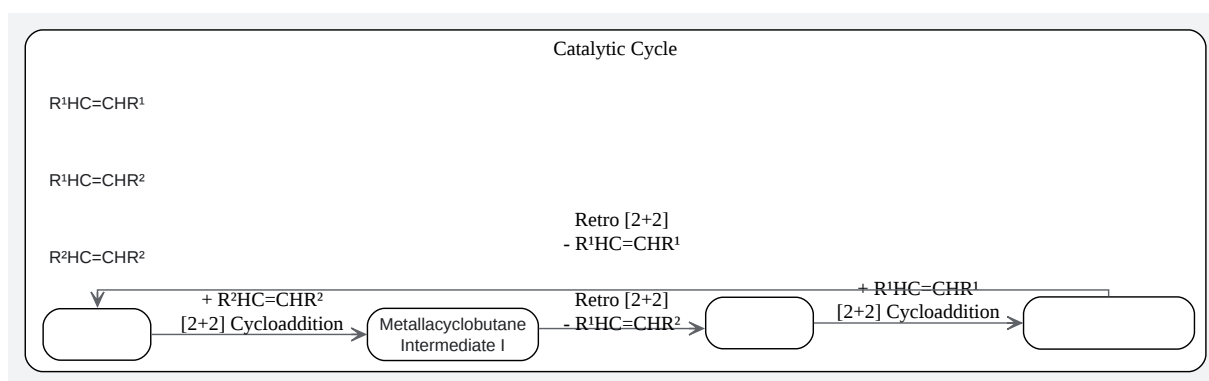 Catalytic Cycle
R¹HC=CHR¹
R¹HC=CHR²
R²HC=CHR²
Retro [2+2]
- R¹HC=CHR¹
+ R²HC=CHR²
[2+2] Cycloaddition
Metallacyclobutane
Intermediate I
Retro [2+2]
- R¹HC=CHR²
+ R¹HC=CHR¹
[2+2] Cycloaddition